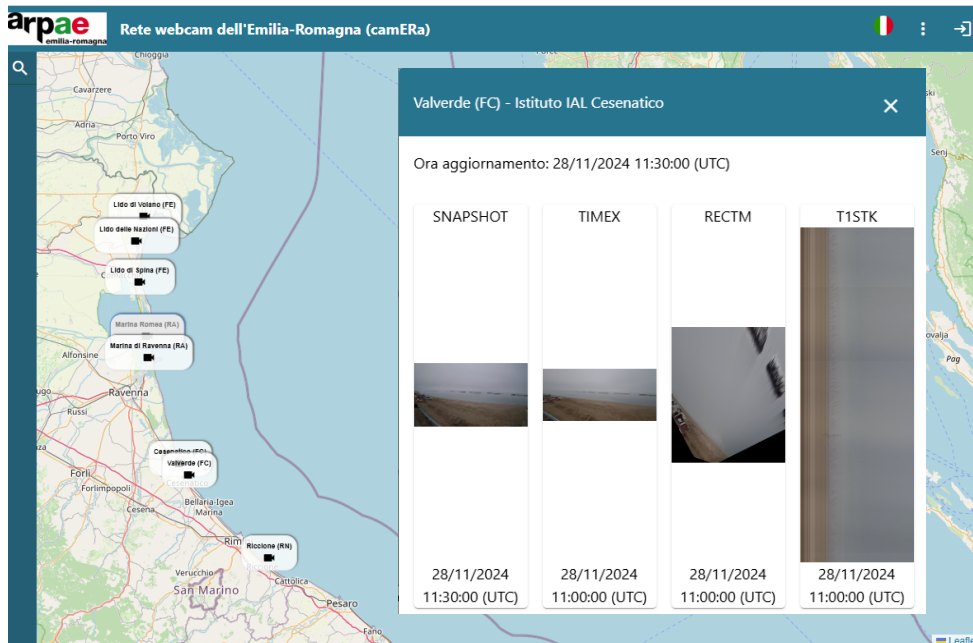 arpae
emilia-romagna
Rete webcam dell'Emilia-Romagna (camERa)
Chioggia
Cavarzere
Adria
Porto Viro
Lido di Volano (FE)
Lido delle Nazioni (FE)
Lido di Spina (FE)
Marina Romea (RA)
Marina di Ravenna (RA)
Alfonsine
Ravenna
Russi
Cesenatico (FC)
Valverde (FC)
Cesenatico
Forlì
Forlimpopoli
Cesena
Bellaria-Igea
Marina
Riccione (RN)
Rim
Verucchio
San Marino
Cattolica
Pesaro
Fano
Valverde (FC) - Istituto IAL Cesenatico
Ora aggiornamento: 28/11/2024 11:30:00 (UTC)
SNAPSHOT
28/11/2024
11:30:00 (UTC)
TIMEX
28/11/2024
11:00:00 (UTC)
RECTM
28/11/2024
11:00:00 (UTC)
T1STK
28/11/2024
11:00:00 (UTC)
Senj
ovalja
Pag
Leafle